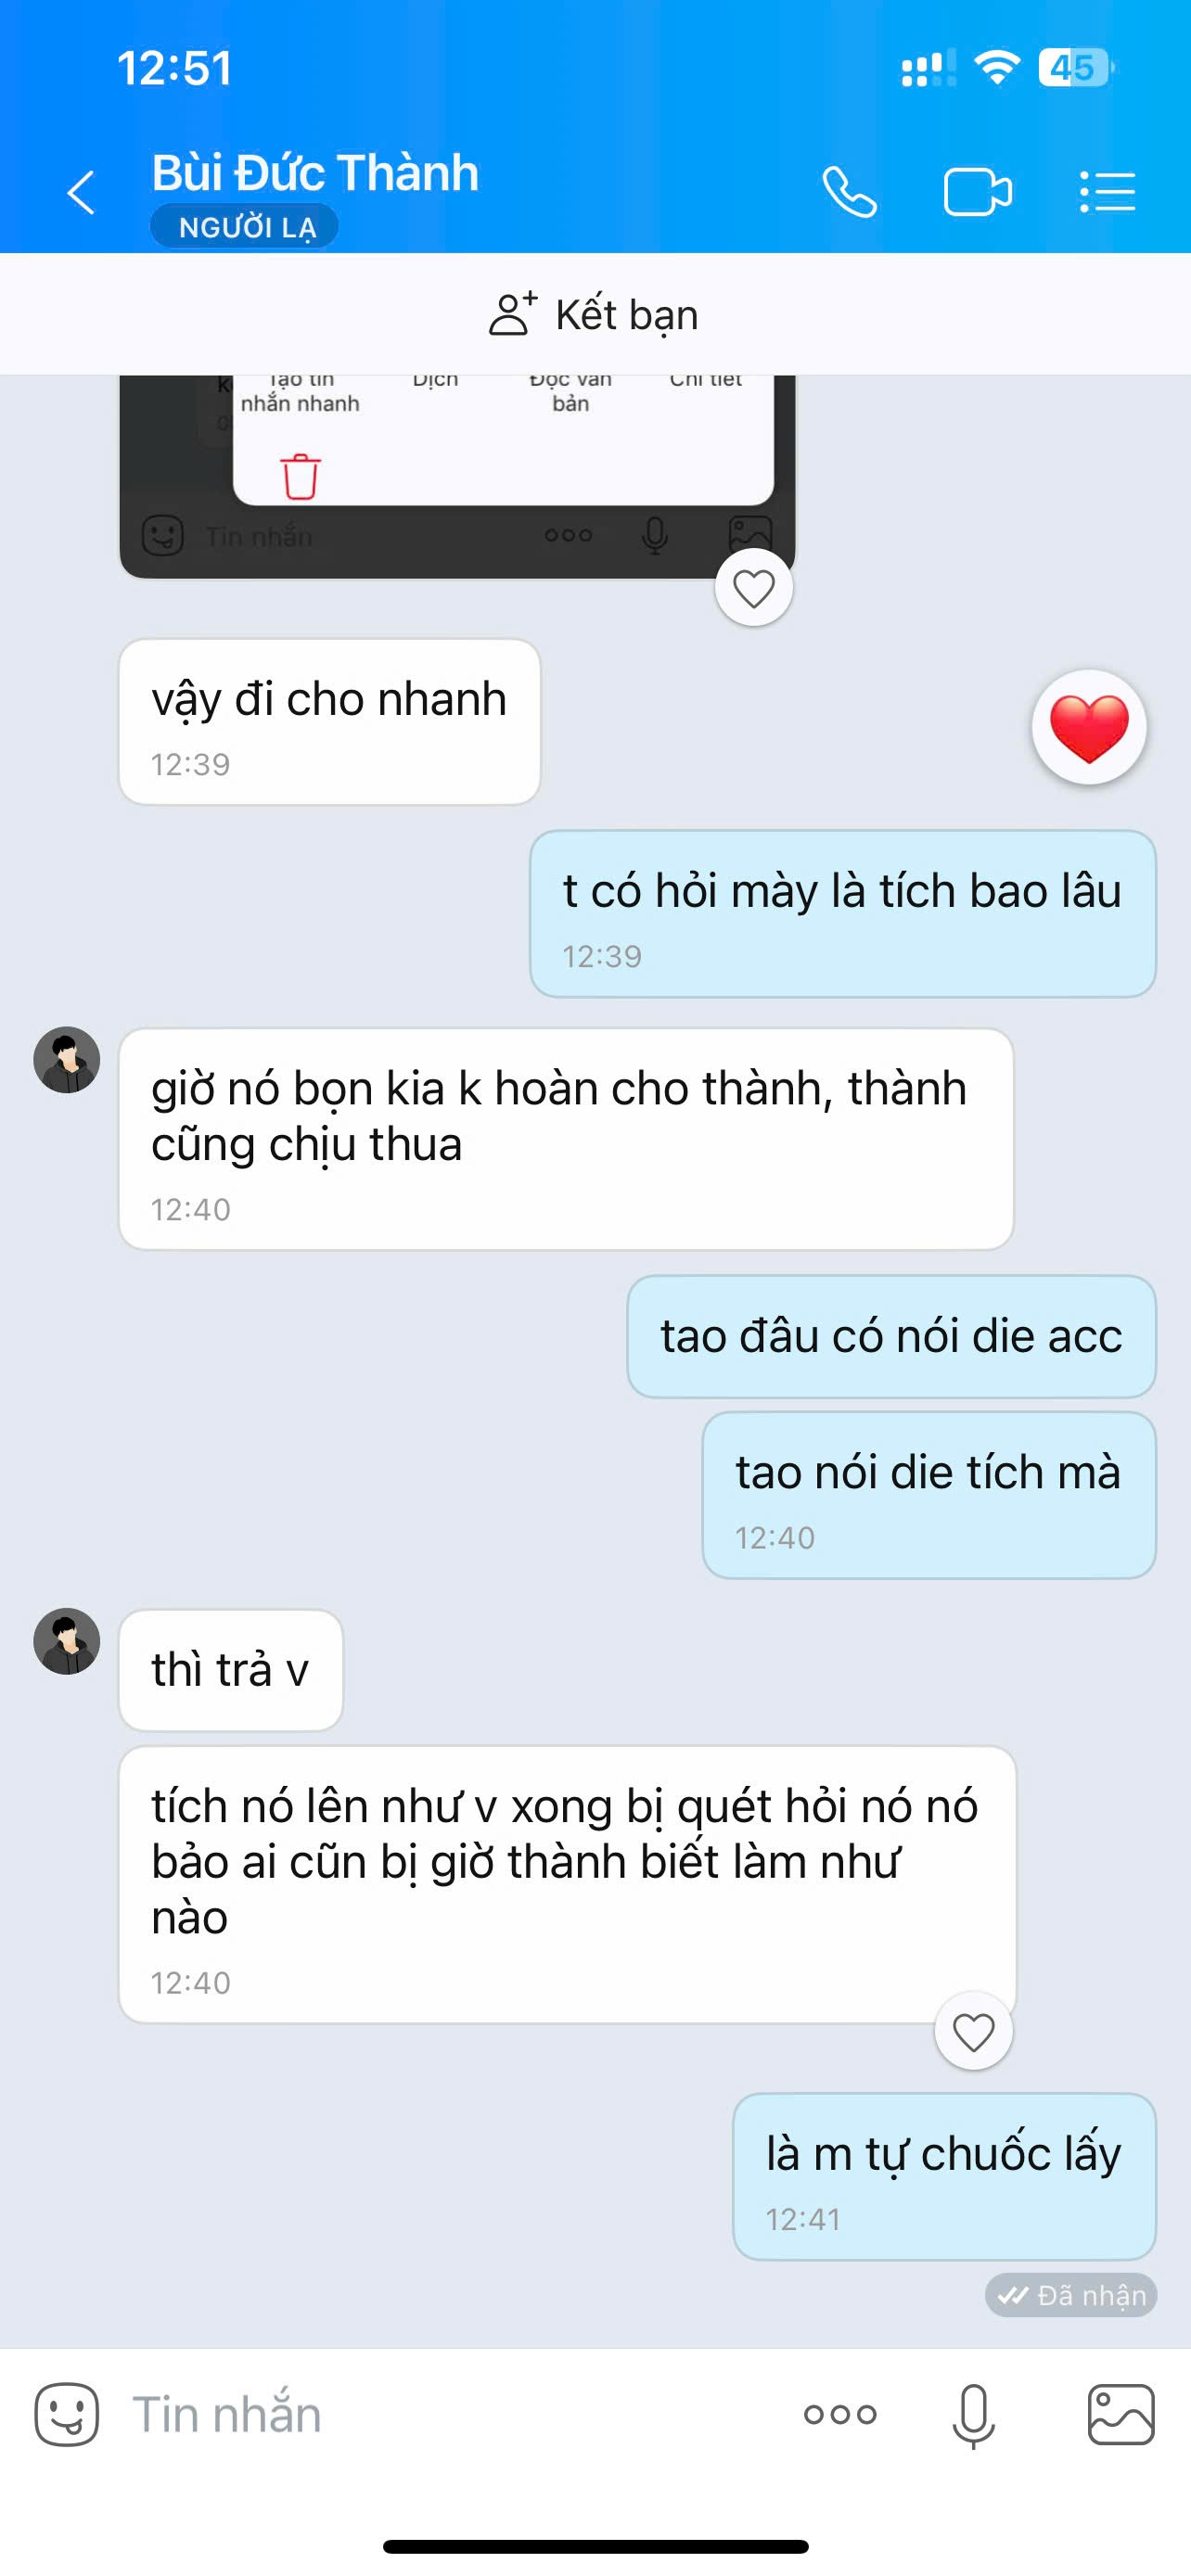 12:51
45
Bùi Đức Thành
NGƯỜI LẠ
Kết bạn
Tạo tin Dịch Đọc văn Chi tiết
nhắn nhanh bản
Tin nhắn
vậy đi cho nhanh
12:39
t có hỏi mày là tích bao lâu
12:39
giờ nó bọn kia k hoàn cho thành, thành
cũng chịu thua
12:40
tao đâu có nói die acc
tao nói die tích mà
12:40
thì trả v
tích nó lên như v xong bị quét hỏi nó nó
bảo ai cũn bị giờ thành biết làm như
nào
12:40
là m tự chuốc lấy
12:41
Đã nhận
Tin nhắn